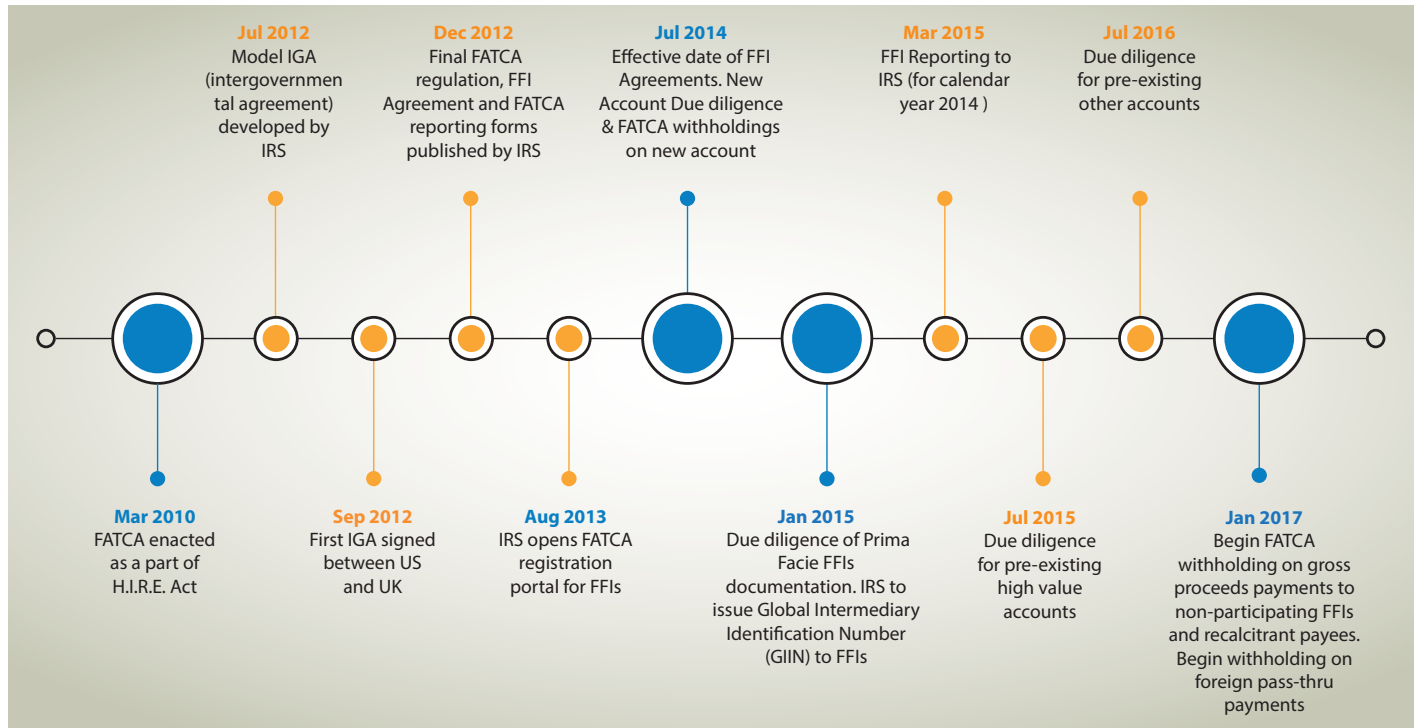 Jul 2012
Model IGA
(intergovernmen
tal agreement)
developed by
IRS
Dec 2012
Final FATCA
regulation, FFI
Agreement and FATCA
reporting forms
published by IRS
Jul 2014
Effective date of FFI
Agreements. New
Account Due diligence
& FATCA withholdings
on new account
Mar 2015
FFI Reporting to
IRS (for calendar
year 2014 )
Jul 2016
Due diligence
for pre-existing
other accounts
Mar 2010
FATCA enacted
as a part of
H.I.R.E. Act
Sep 2012
First IGA signed
between US
and UK
Aug 2013
IRS opens FATCA
registration
portal for FFIs
Jan 2015
Due diligence of Prima
Facie FFIs
documentation. IRS to
issue Global Intermediary
Identification Number
(GIIN) to FFIs
Jul 2015
Due diligence
for pre-existing
high value
accounts
Jan 2017
Begin FATCA
withholding on gross
proceeds payments to
non-participating FFIs
and recalcitrant payees.
Begin withholding on
foreign pass-thru
payments